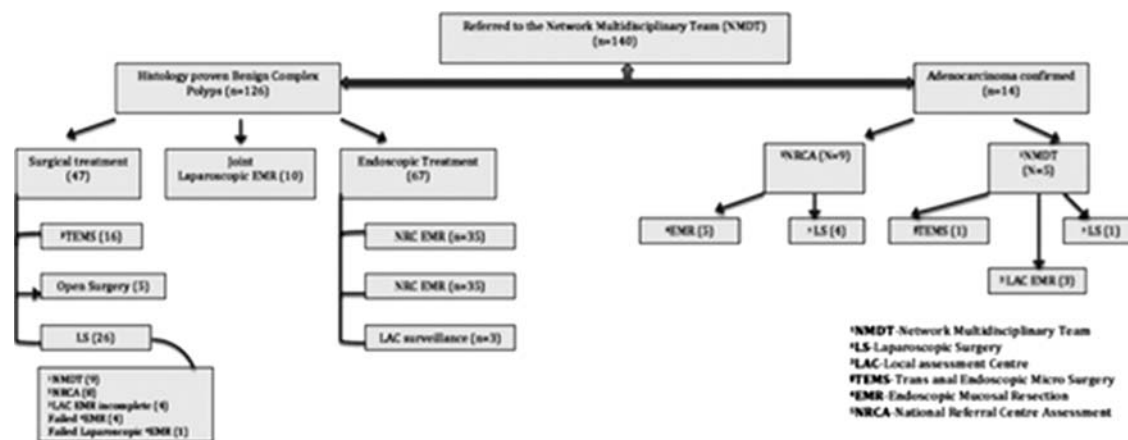 Referred to the Network Multidisciplinary Team (NMDT)
(n=140)
Histology proven Benign Complex
Polyps (n=126)
Adenocarcinoma confirmed
(n=14)
Surgical treatment
(47)
Joint
Laparoscopic EMR (10)
Endoscopic Treatment
(67)
NRCA (N=9)
NMDT
(N=5)
TEMS (16)
NRC EMR (n=35)
EMR (5)
LS (4)
TEMS (1)
LS (1)
Open Surgery (5)
NRC EMR (n=35)
LAC EMR (3)
LS (26)
LAC surveillance (n=3)
NMDT (9)
NRCA (8)
LAC EMR incomplete (4)
Failed EMR (4)
Failed Laparoscopic EMR (1)
NMDT-Network Multidisciplinary Team
LS-Laparoscopic Surgery
LAC-Local assessment Centre
TEMS-Trans anal Endoscopic Micro Surgery
EMR-Endoscopic Mucosal Resection
NRCA-National Referral Centre Assessment